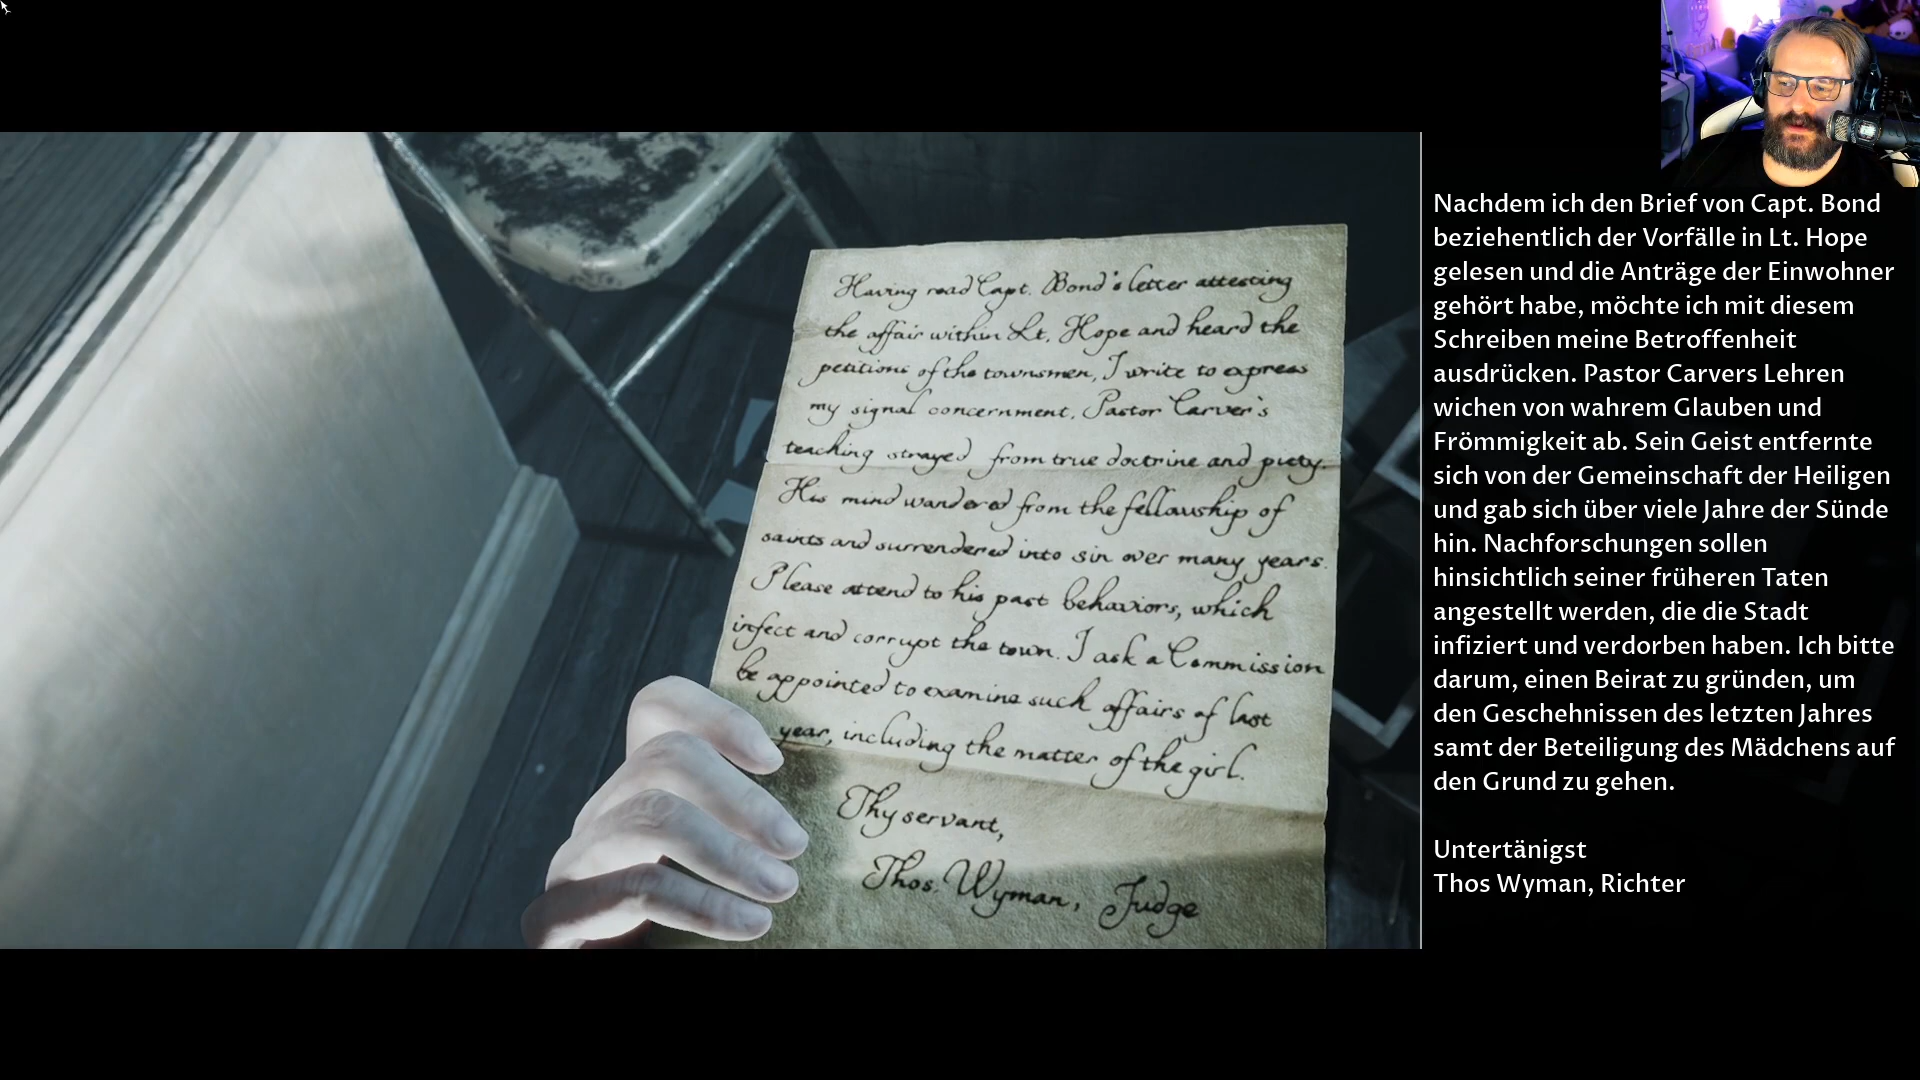 Having read Capt. Bond's letter attesting
the affair within Lt. Hope and heard the
petitions of the townsmen, I write to express
my signal concernment. Pastor Carver's
teaching strayed from true doctrine and piety.
His mind wandered from the fellowship of
saints and surrendered into sin over many years.
Please attend to his past behaviors, which
infect and corrupt the town. I ask a Commission
be appointed to examine such affairs of last
year, including the matter of the girl.
Thy servant,
Thos. Wyman, Judge
Nachdem ich den Brief von Capt. Bond
beziehentlich der Vorfälle in Lt. Hope
gelesen und die Anträge der Einwohner
gehört habe, möchte ich mit diesem
Schreiben meine Betroffenheit
ausdrücken. Pastor Carvers Lehren
wichen von wahrem Glauben und
Frömmigkeit ab. Sein Geist entfernte
sich von der Gemeinschaft der Heiligen
und gab sich über viele Jahre der Sünde
hin. Nachforschungen sollen
hinsichtlich seiner früheren Taten
angestellt werden, die die Stadt
infiziert und verdorben haben. Ich bitte
darum, einen Beirat zu gründen, um
den Geschehnissen des letzten Jahres
samt der Beteiligung des Mädchens auf
den Grund zu gehen.
Untertänigst
Thos Wyman, Richter